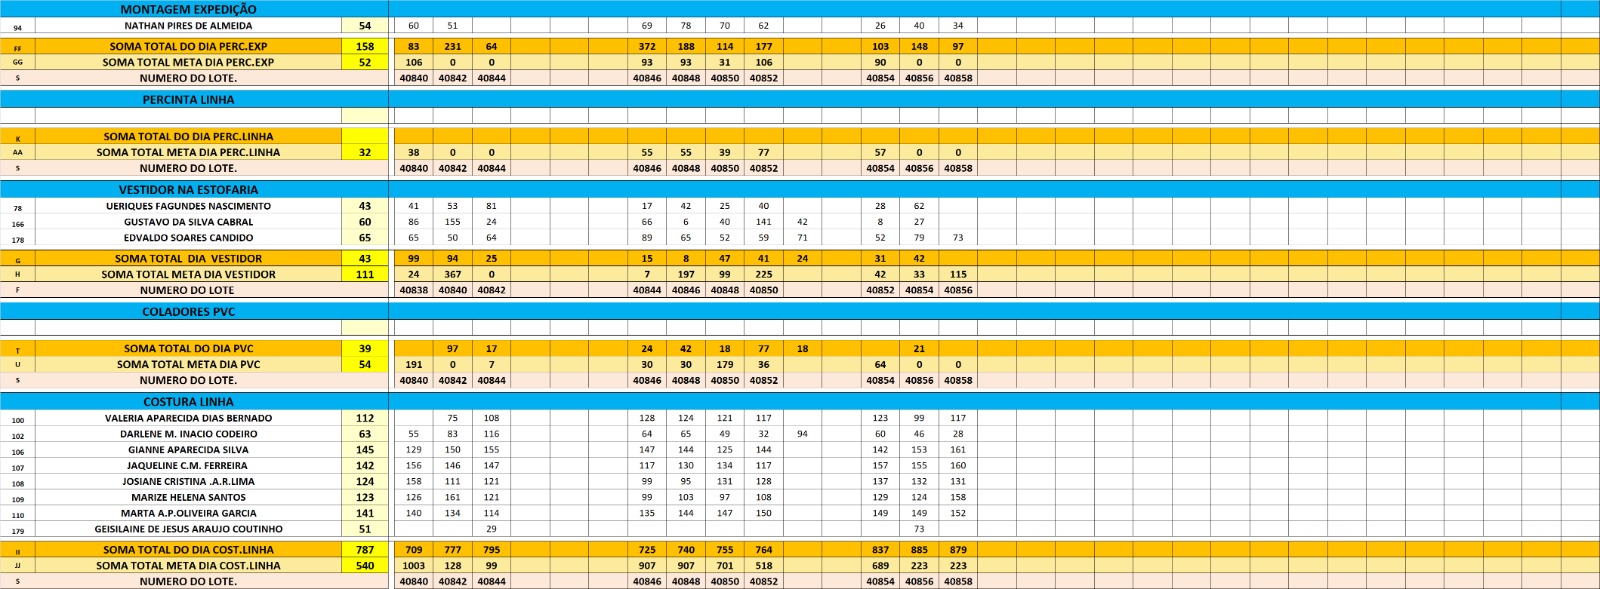 MONTAGEM EXPEDIÇÃO
94 NATHAN PIRES DE ALMEIDA 54 60 51 69 78 70 62 26 40 34
FF SOMA TOTAL DO DIA PERC.EXP 158 83 231 64 372 188 114 177 103 148 97
GG SOMA TOTAL META DIA PERC.EXP 52 106 0 0 93 93 31 106 90 0 0
S NUMERO DO LOTE. 40840 40842 40844 40846 40848 40850 40852 40854 40856 40858
PERCINTA LINHA
K SOMA TOTAL DO DIA PERC.LINHA
AA SOMA TOTAL META DIA PERC.LINHA 32 38 0 0 55 55 39 77 57 0 0
S NUMERO DO LOTE. 40840 40842 40844 40846 40848 40850 40852 40854 40856 40858
VESTIDOR NA ESTOFARIA
78 UERIQUES FAGUNDES NASCIMENTO 43 41 53 81 17 42 25 40 28 62
166 GUSTAVO DA SILVA CABRAL 60 86 155 24 66 6 40 141 42 8 27
178 EDVALDO SOARES CANDIDO 65 65 50 64 89 65 52 59 71 52 79 73
G SOMA TOTAL DIA VESTIDOR 43 99 94 25 15 8 47 41 24 31 42
H SOMA TOTAL META DIA VESTIDOR 111 24 367 0 7 197 99 225 42 33 115
F NUMERO DO LOTE 40838 40840 40842 40844 40846 40848 40850 40852 40854 40856
COLADORES PVC
T SOMA TOTAL DO DIA PVC 39 97 17 24 42 18 77 18 21
U SOMA TOTAL META DIA PVC 54 191 0 7 30 30 179 36 64 0 0
S NUMERO DO LOTE. 40840 40842 40844 40846 40848 40850 40852 40854 40856 40858
COSTURA LINHA
100 VALERIA APARECIDA DIAS BERNADO 112 75 108 128 124 121 117 123 99 117
102 DARLENE M. INACIO CODEIRO 63 55 83 116 64 65 49 32 94 60 46 28
106 GIANNE APARECIDA SILVA 145 129 150 155 147 144 125 144 142 153 161
107 JAQUELINE C.M. FERREIRA 142 156 146 147 117 130 134 117 157 155 160
108 JOSIANE CRISTINA .A.R.LIMA 124 158 111 121 99 95 131 128 137 132 131
109 MARIZE HELENA SANTOS 123 126 161 121 99 103 97 108 129 124 158
110 MARTA A.P.OLIVEIRA GARCIA 141 140 134 114 135 144 147 150 149 149 152
179 GEISILAINE DE JESUS ARAUJO COUTINHO 51 29 73
II SOMA TOTAL DO DIA COST.LINHA 787 709 777 795 725 740 755 764 837 885 879
JJ SOMA TOTAL META DIA COST.LINHA 540 1003 128 99 907 907 701 518 689 223 223
S NUMERO DO LOTE. 40840 40842 40844 40846 40848 40850 40852 40854 40856 40858